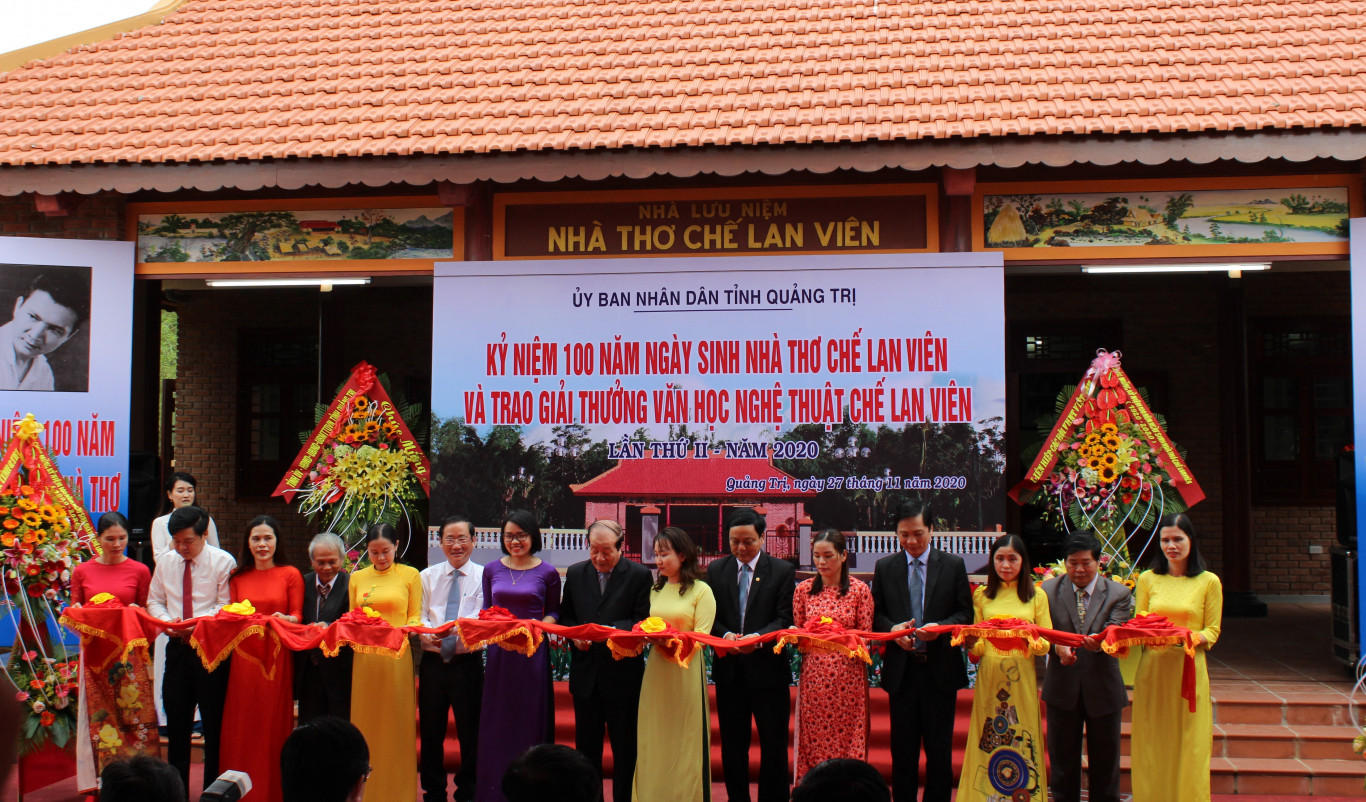 NHÀ LƯU NIỆM
NHÀ THƠ CHẾ LAN VIÊN
ỦY BAN NHÂN DÂN TỈNH QUẢNG TRỊ
KỶ NIỆM 100 NĂM NGÀY SINH NHÀ THƠ CHẾ LAN VIÊN
VÀ TRAO GIẢI THƯỞNG VĂN HỌC NGHỆ THUẬT CHẾ LAN VIÊN
LẦN THỨ II - NĂM 2020
Quảng Trị, ngày 27 tháng 11 năm 2020
100 NĂM
NHÀ THƠ